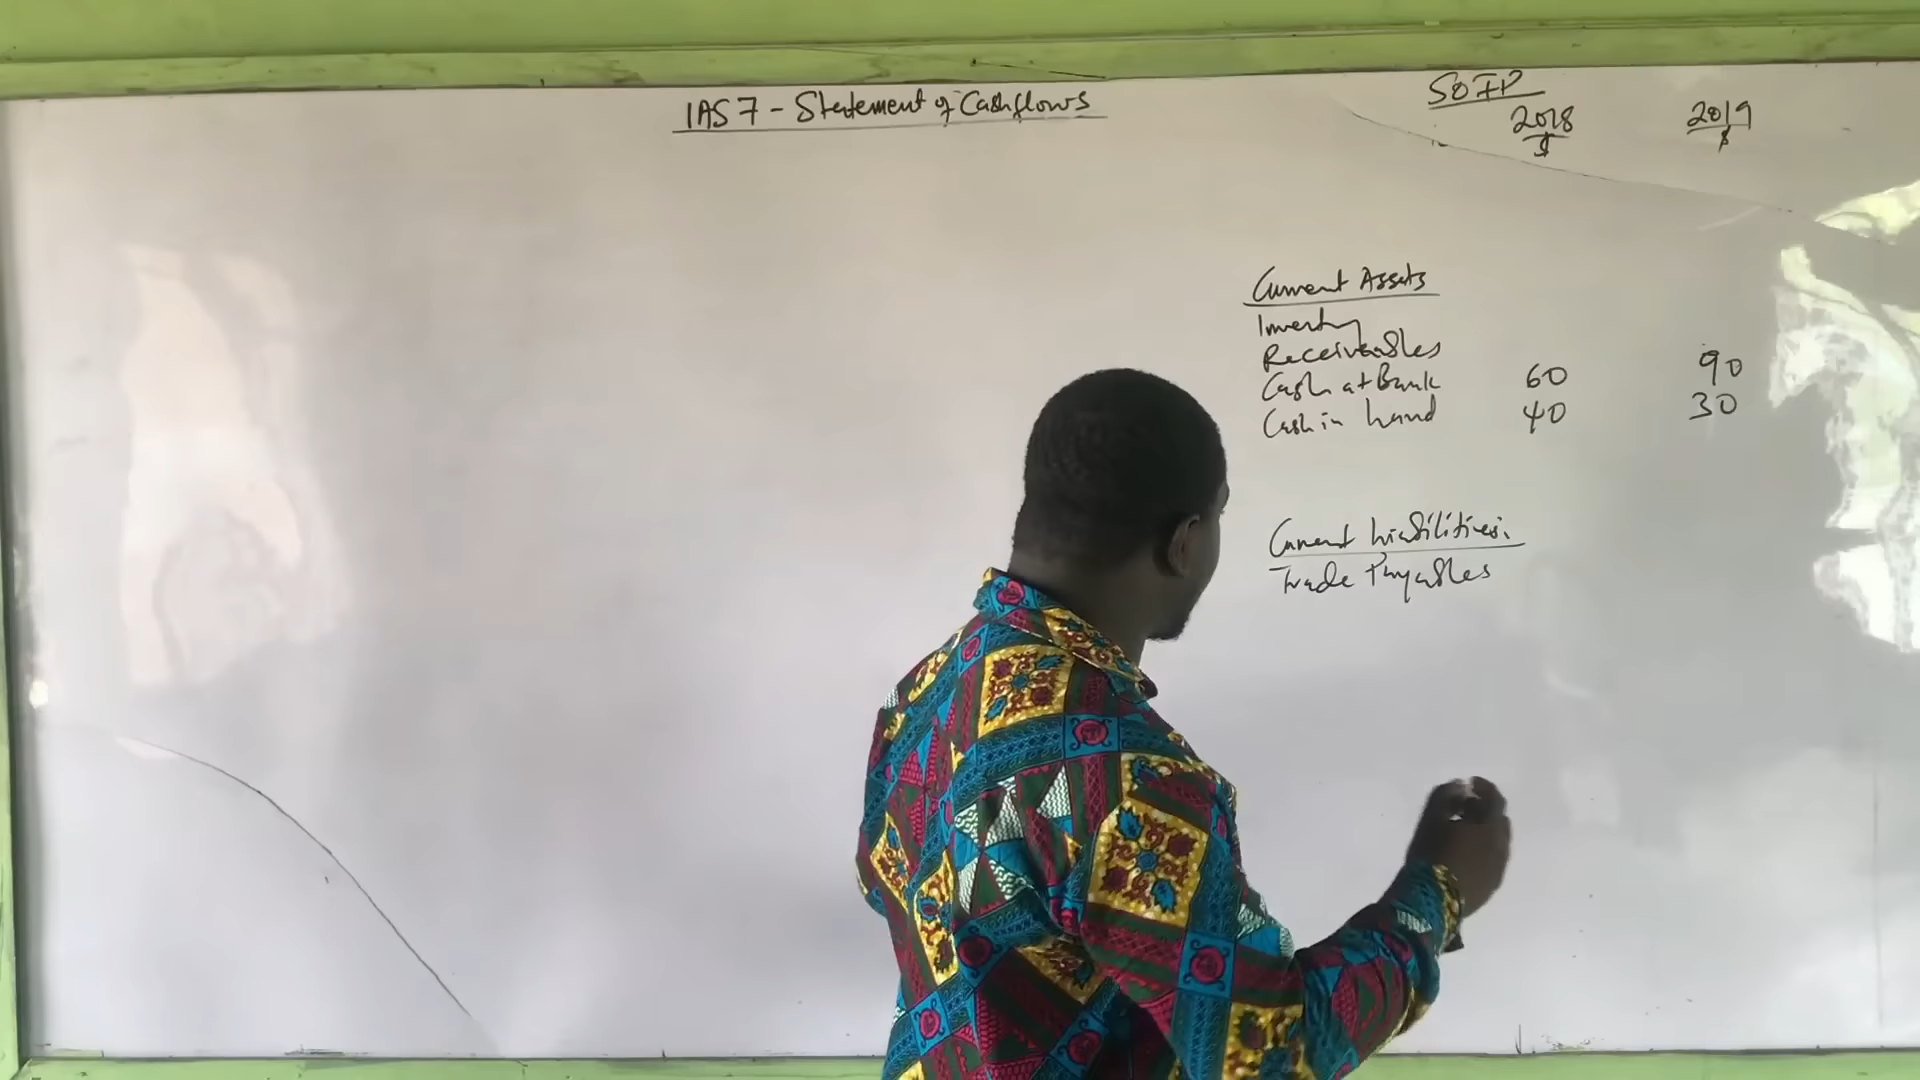 IAS 7 - Statement of Cashflows
SOFP
2018 2019
$ $
Current Assets
Inventory
Receiveables
Cash at Bank 60 90
Cash in hand 40 30
Current Liabilities:
Trade Payables